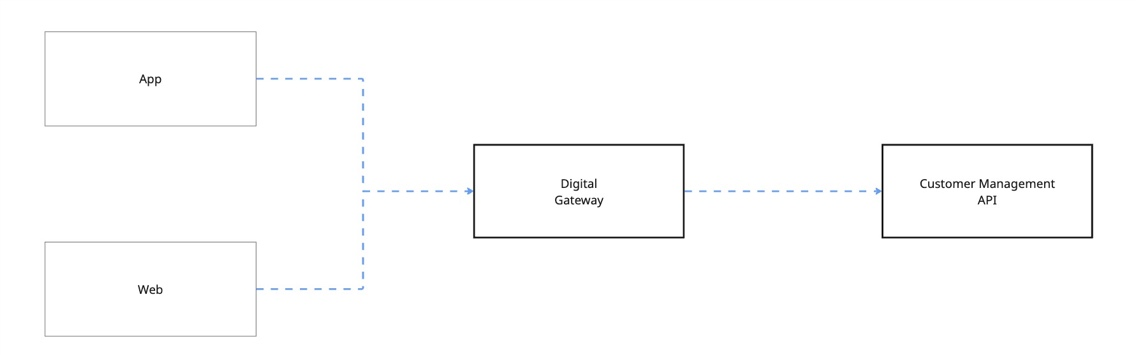 App
Digital
Gateway
Customer Management
API
Web